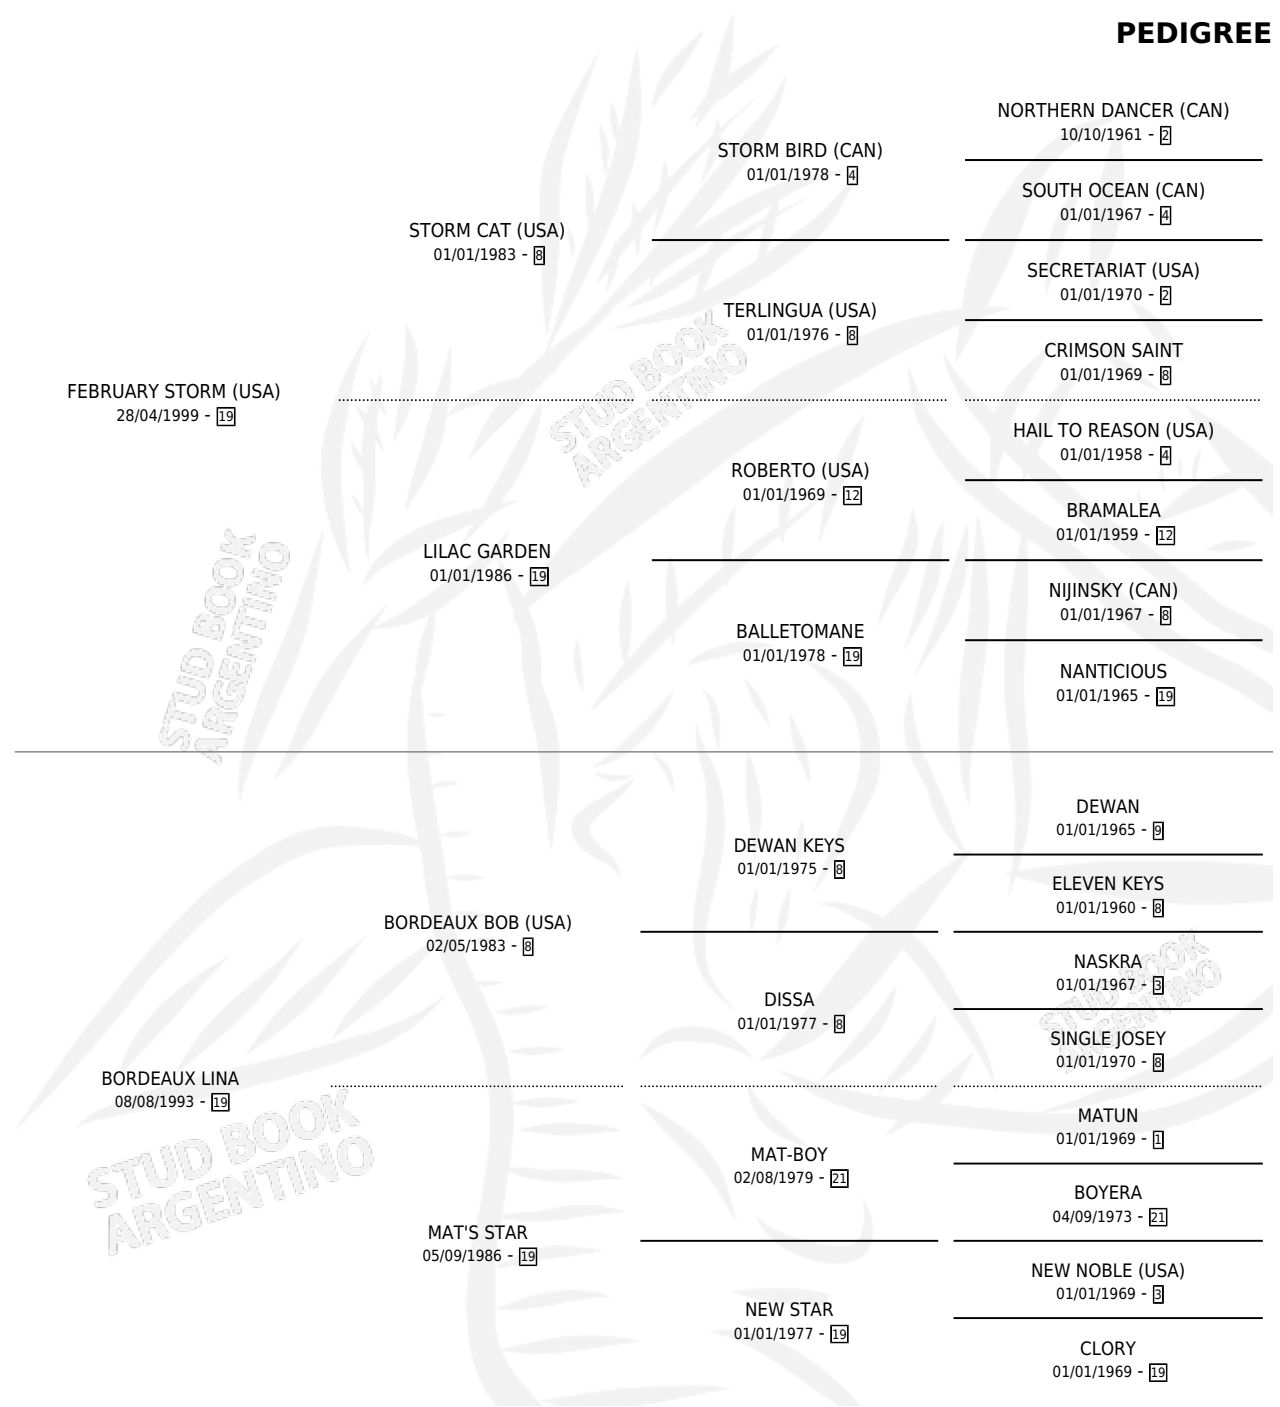 PEDIGREE
NORTHERN DANCER (CAN)
10/10/1961 - 2
STORM BIRD (CAN)
01/01/1978 - 4
SOUTH OCEAN (CAN)
01/01/1967 - 4
STORM CAT (USA)
01/01/1983 - 8
SECRETARIAT (USA)
01/01/1970 - 2
TERLINGUA (USA)
01/01/1976 - 8
CRIMSON SAINT
01/01/1969 - 8
FEBRUARY STORM (USA)
28/04/1999 - 19
HAIL TO REASON (USA)
01/01/1958 - 4
ROBERTO (USA)
01/01/1969 - 12
BRAMALEA
01/01/1959 - 12
LILAC GARDEN
01/01/1986 - 19
NIJINSKY (CAN)
01/01/1967 - 8
BALLETOMANE
01/01/1978 - 19
NANTICIOUS
01/01/1965 - 19
DEWAN
01/01/1965 - 9
DEWAN KEYS
01/01/1975 - 8
ELEVEN KEYS
01/01/1960 - 8
BORDEAUX BOB (USA)
02/05/1983 - 8
NASKRA
01/01/1967 - 3
DISSA
01/01/1977 - 8
SINGLE JOSEY
01/01/1970 - 8
BORDEAUX LINA
08/08/1993 - 19
MATUN
01/01/1969 - 1
MAT-BOY
02/08/1979 - 21
BOYERA
04/09/1973 - 21
MAT'S STAR
05/09/1986 - 19
NEW NOBLE (USA)
01/01/1969 - 3
NEW STAR
01/01/1977 - 19
CLORY
01/01/1969 - 19
STUD BOOK
ARGENTINO
STUD BOOK
ARGENTINO
STUD BOOK
ARGENTINO
STUD BOOK
ARGENTINO